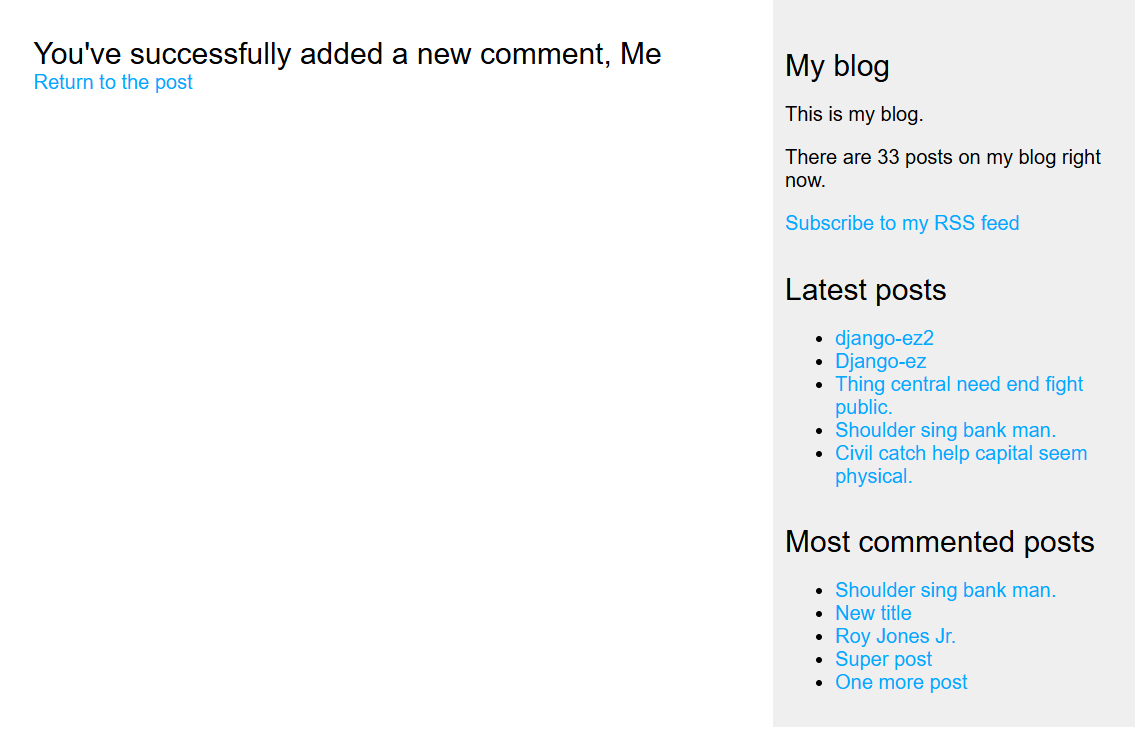 You've successfully added a new comment, Me
Return to the post
My blog
This is my blog.
There are 33 posts on my blog right
now.
Subscribe to my RSS feed
Latest posts
django-ez2
Django-ez
Thing central need end fight
public.
Shoulder sing bank man.
Civil catch help capital seem
physical.
Most commented posts
Shoulder sing bank man.
New title
Roy Jones Jr.
Super post
One more post